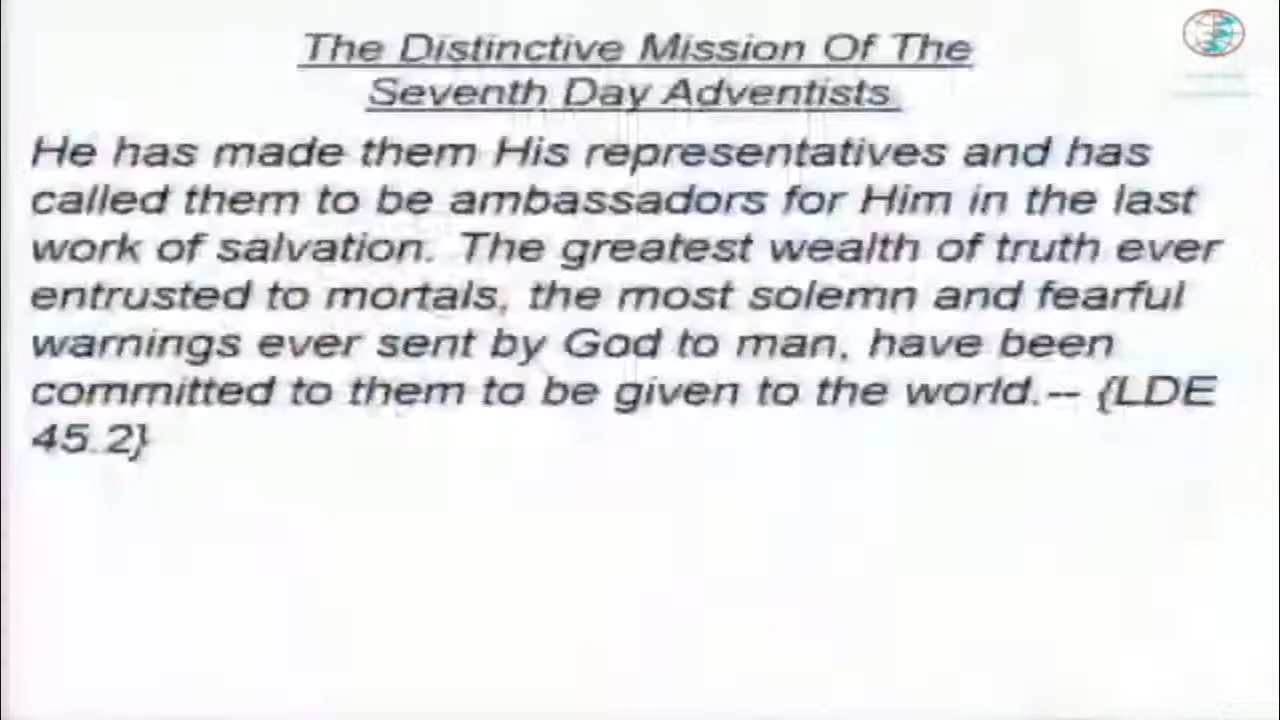 The Distinctive Mission Of The
Seventh Day Adventists
He has made them His representatives and has
called them to be ambassadors for Him in the last
work of salvation. The greatest wealth of truth ever
entrusted to mortals, the most solemn and fearful
warnings ever sent by God to man, have been
committed to them to be given to the world.-- {LDE
45.2}